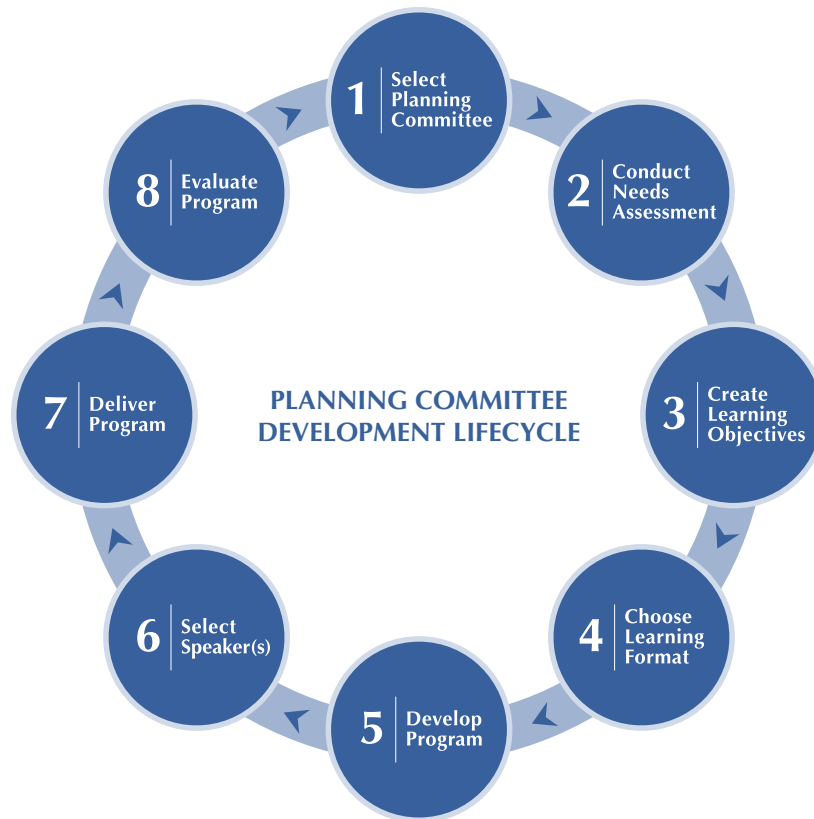 1
Select
Planning
Committee
2
Conduct
Needs
Assessment
3
Create
Learning
Objectives
4
Choose
Learning
Format
5
Develop
Program
6
Select
Speaker(s)
7
Deliver
Program
8
Evaluate
Program
PLANNING COMMITTEE
DEVELOPMENT LIFECYCLE